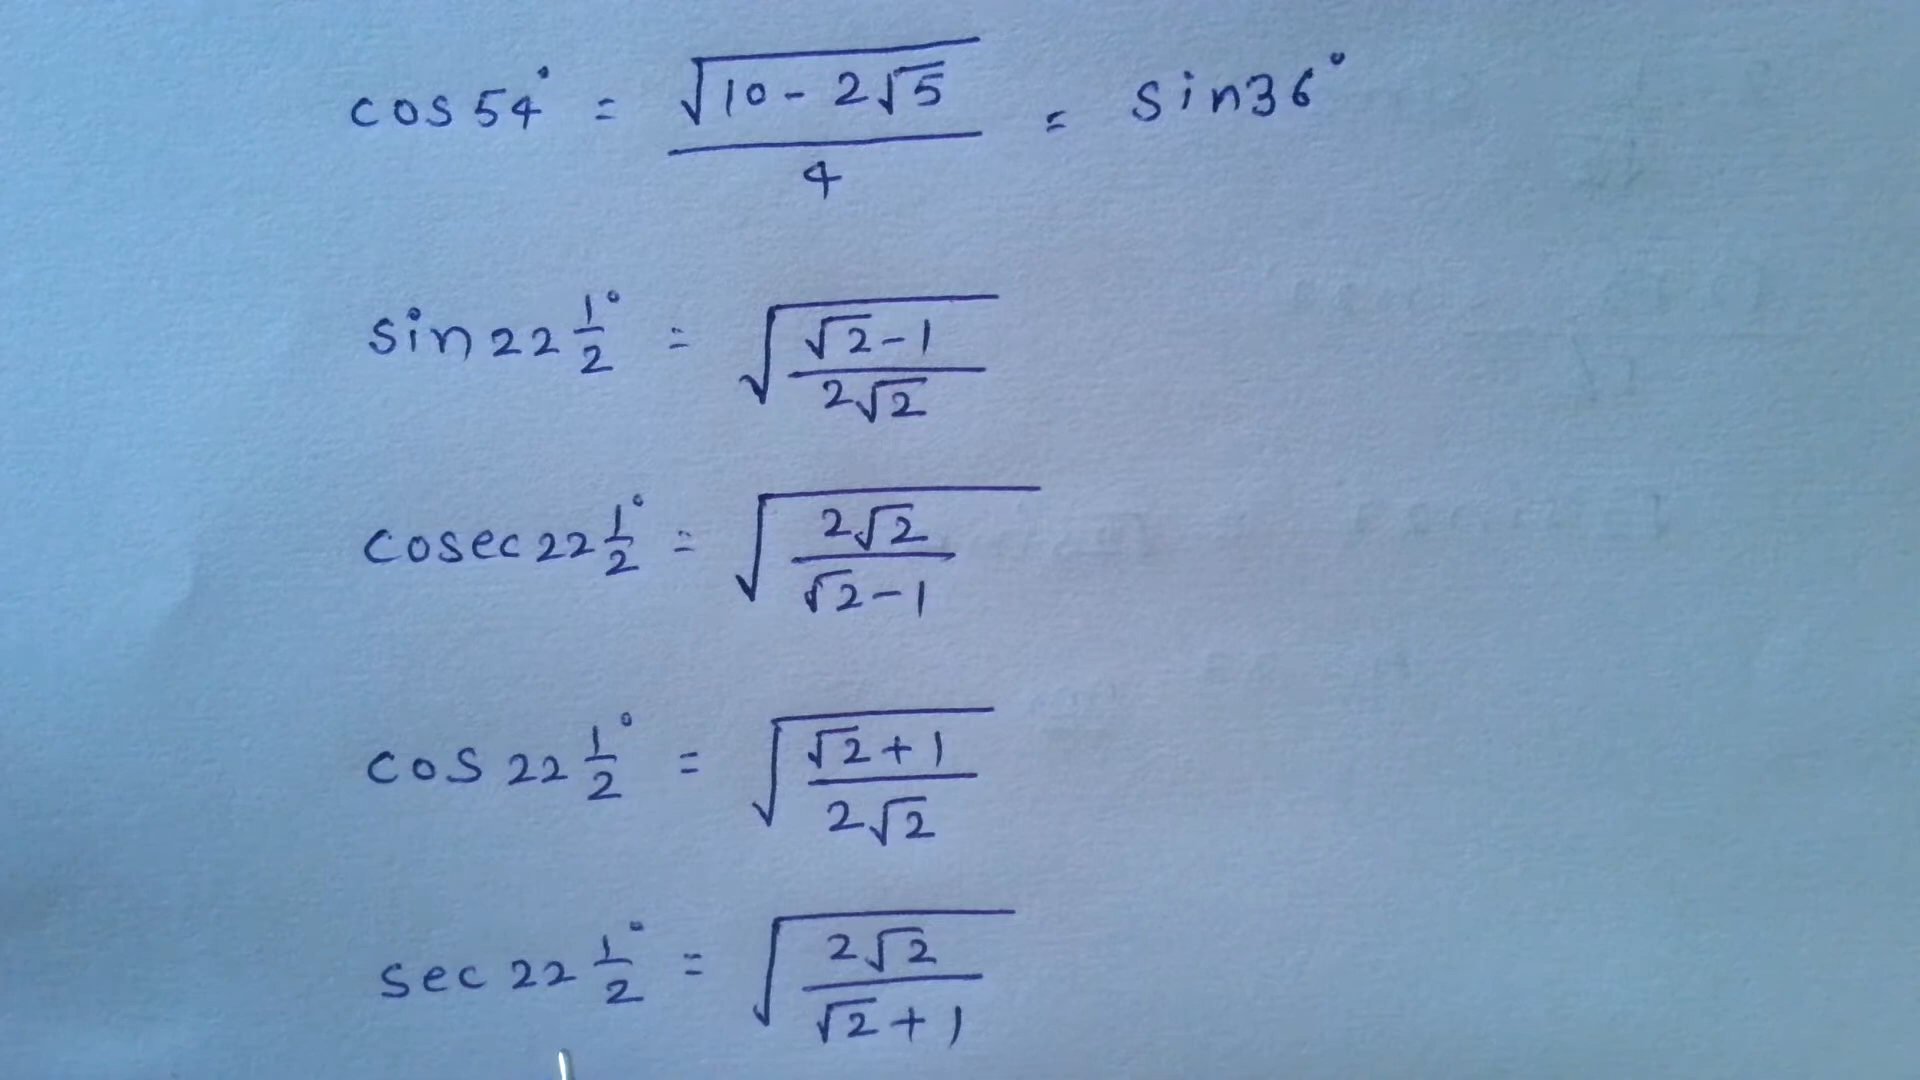 cos 54° = √(10 - 2√5) / 4 = sin 36°
sin 22 1/2° = √((√2 - 1) / (2√2))
cosec 22 1/2° = √((2√2) / (√2 - 1))
cos 22 1/2° = √((√2 + 1) / (2√2))
sec 22 1/2° = √((2√2) / (√2 + 1))